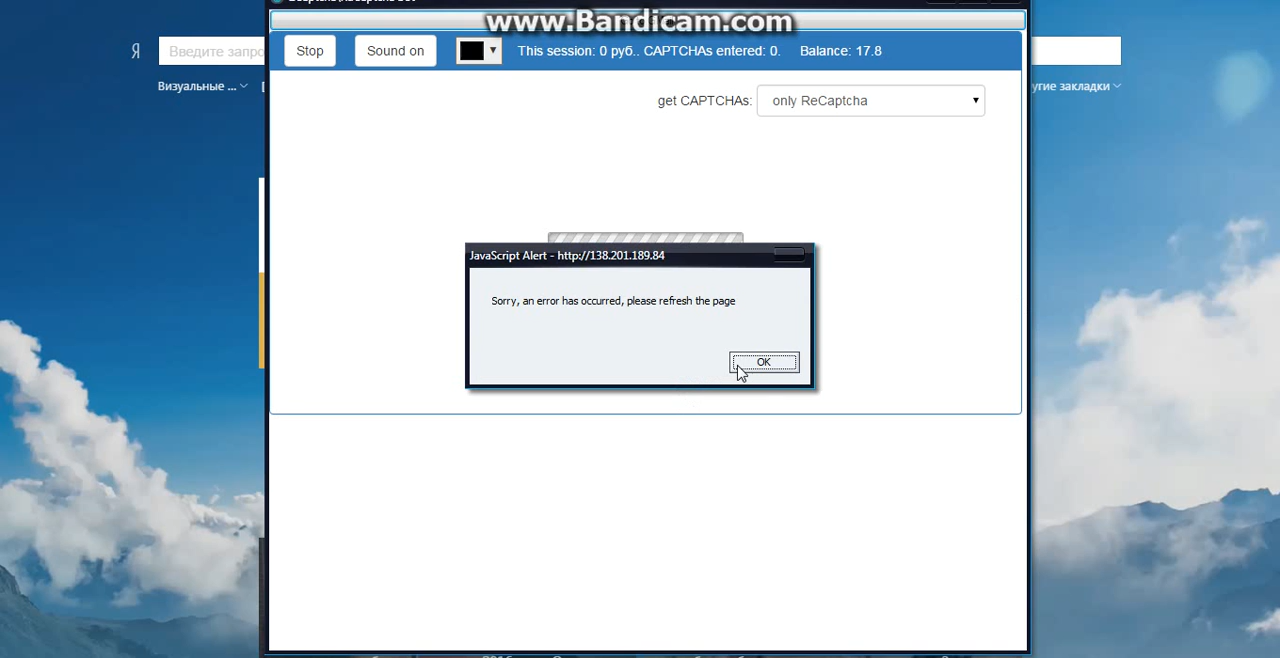 www.Bandicam.com
Я Введите запро
Stop Sound on This session: 0 руб.. CAPTCHAs entered: 0. Balance: 17.8
Визуальные ...
угие закладки
get CAPTCHAs: only ReCaptcha
JavaScript Alert - http://138.201.189.84
Sorry, an error has occurred, please refresh the page
OK